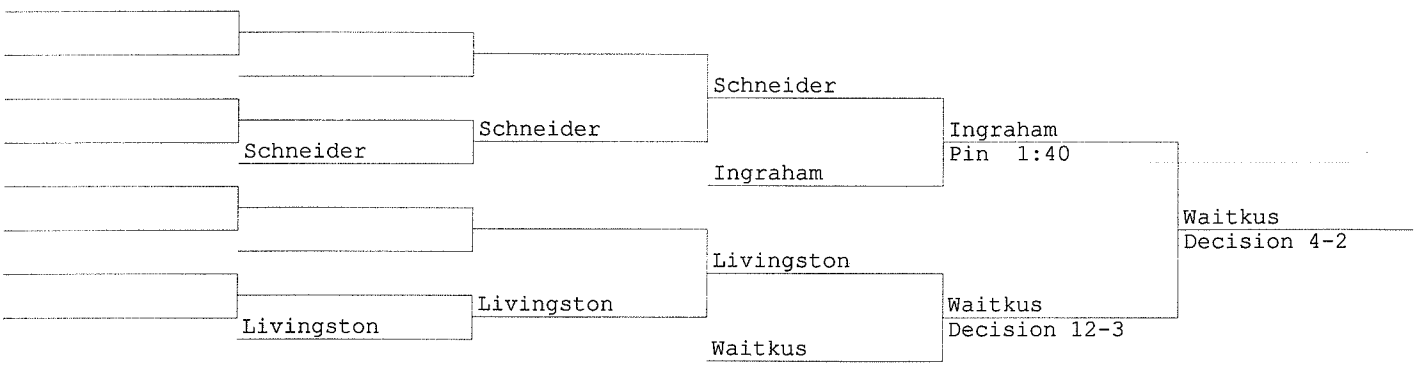 Schneider
Schneider
Schneider
Ingraham
Pin 1:40
Ingraham
Waitkus
Decision 4-2
Livingston
Livingston
Livingston
Waitkus
Decision 12-3
Waitkus